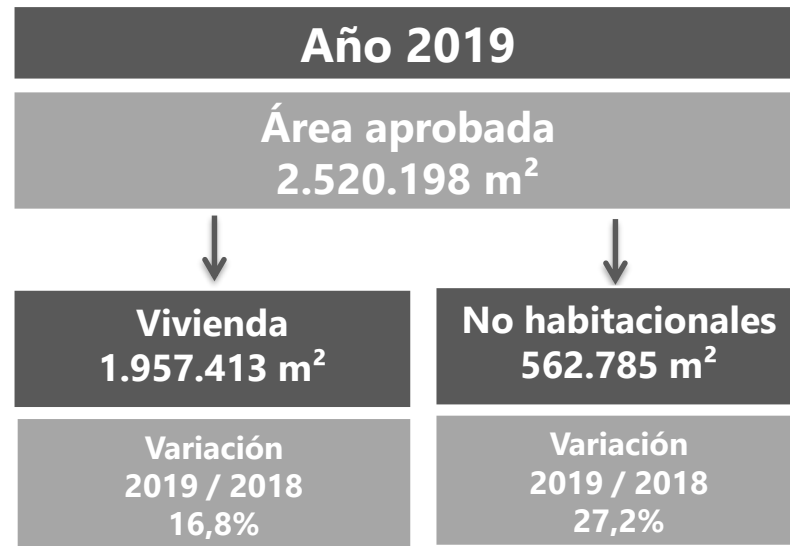 Año 2019
Área aprobada
2.520.198 m²
Vivienda
1.957.413 m²
No habitacionales
562.785 m²
Variación
2019 / 2018
16,8%
Variación
2019 / 2018
27,2%